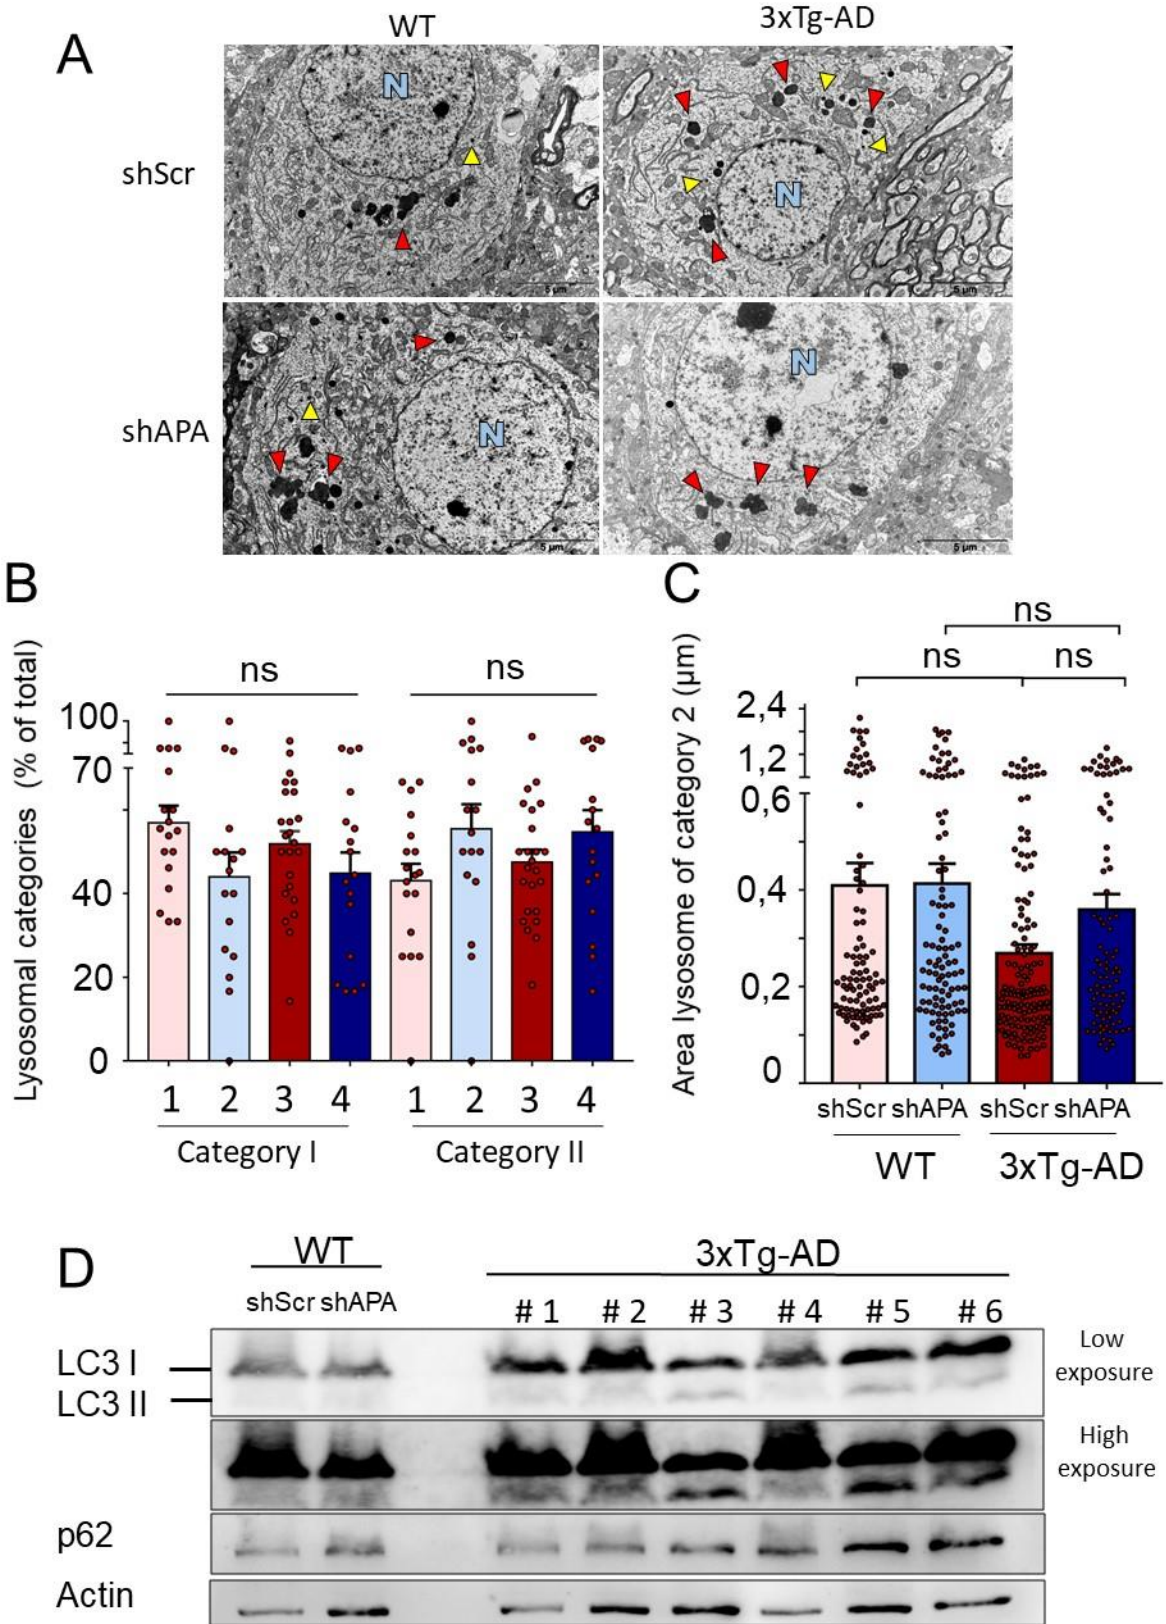 A
WT
3xTg-AD
shScr
N
N
5 µm
5 µm
shAPA
N
N
5 µm
5 µm
B
Lysosomal categories (% of total)
ns
ns
100
70
40
20
0
1 2 3 4 1 2 3 4
Category I
Category II
C
Area lysosome of category 2 (µm)
ns
ns
ns
2,4
1,2
0,6
0,4
0,2
0
shScr shAPA shScr shAPA
WT
3xTg-AD
D
WT
3xTg-AD
shScr shAPA
# 1 # 2 # 3 # 4 # 5 # 6
LC3 I
LC3 II
Low
exposure
High
exposure
p62
Actin